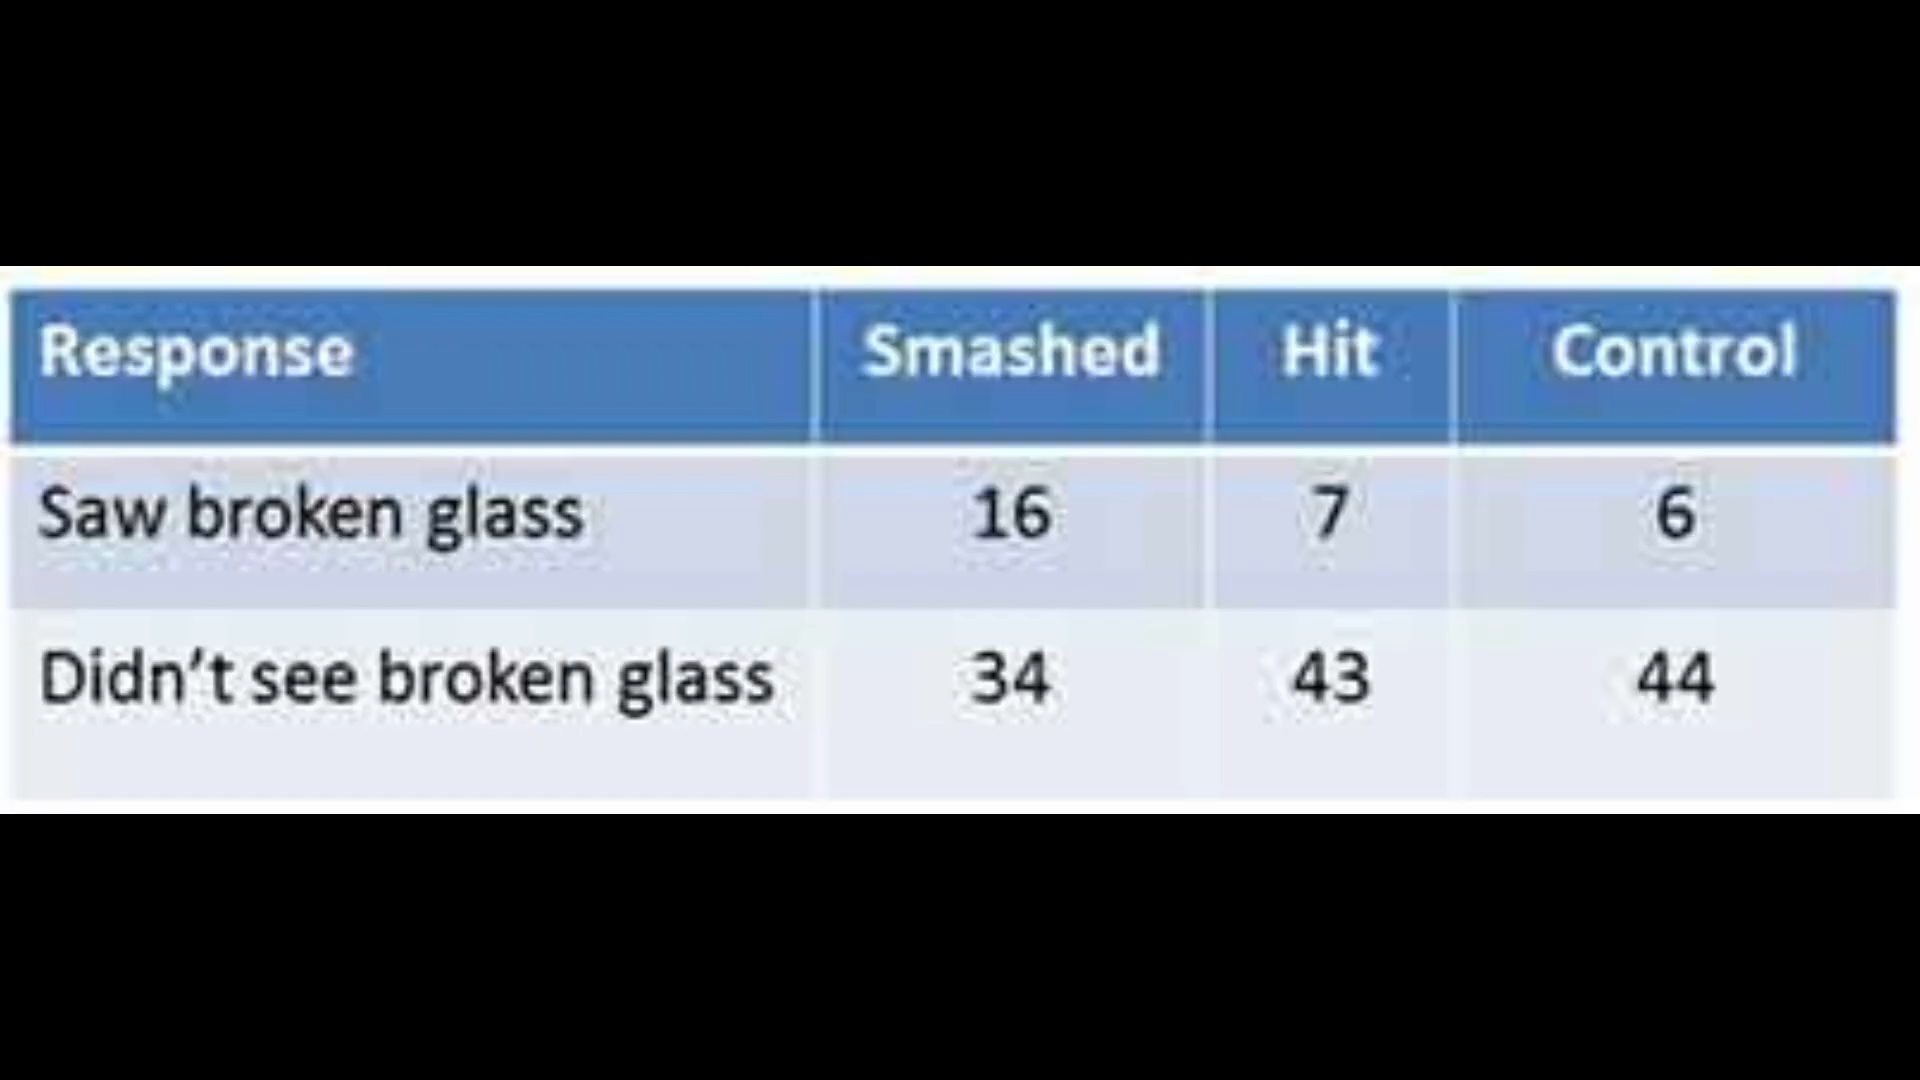 Response Smashed Hit Control
Saw broken glass 16 7 6
Didn't see broken glass 34 43 44